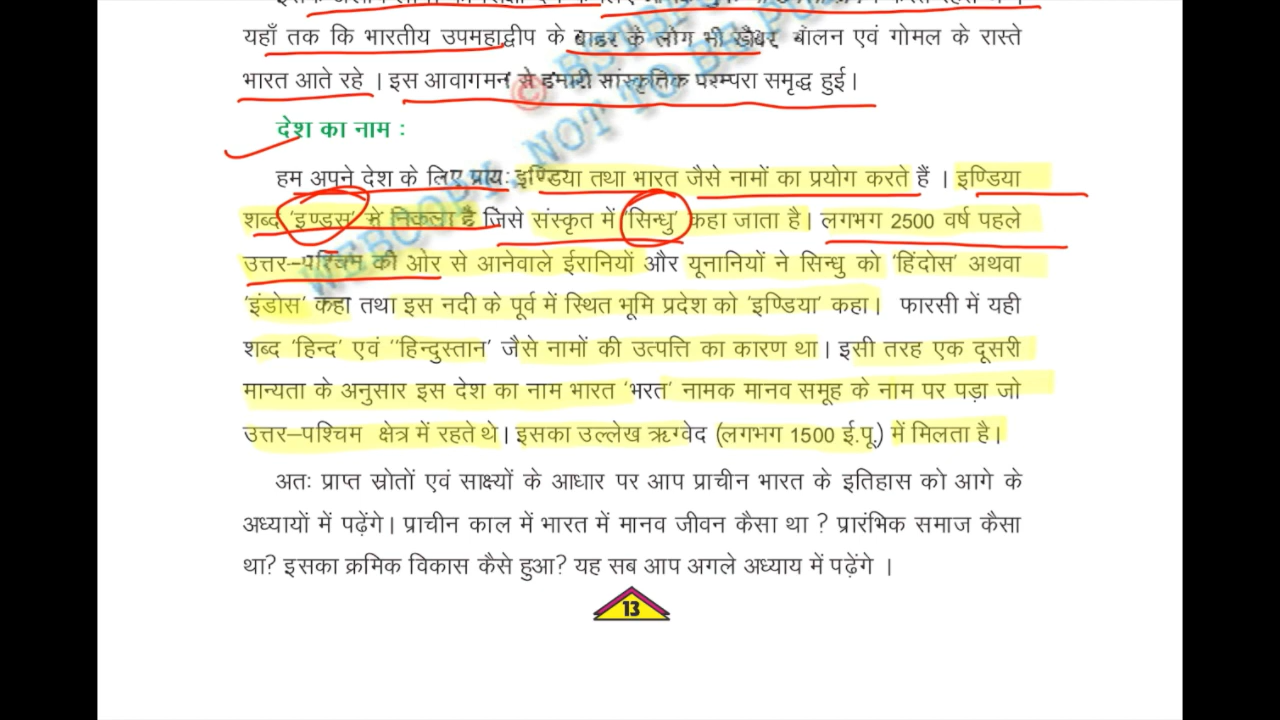 यहाँ तक कि भारतीय उपमहाद्वीप के बाहर के लोग भी खैबर, बोलन एवं गोमल के रास्ते
भारत आते रहे । इस आवागमन से हमारी सांस्कृतिक परम्परा समृद्ध हुई।
देश का नाम :
हम अपने देश के लिए प्रायः इण्डिया तथा भारत जैसे नामों का प्रयोग करते हैं । इण्डिया
शब्द ‘इण्डस’ से निकला है जिसे संस्कृत में ‘सिन्धु’ कहा जाता है। लगभग 2500 वर्ष पहले
उत्तर–पश्चिम की ओर से आनेवाले ईरानियों और यूनानियों ने सिन्धु को ‘हिंदोस’ अथवा
‘इंडोस’ कहा तथा इस नदी के पूर्व में स्थित भूमि प्रदेश को ‘इण्डिया’ कहा। फारसी में यही
शब्द ‘हिन्द’ एवं ‘‘हिन्दुस्तान’ जैसे नामों की उत्पत्ति का कारण था। इसी तरह एक दूसरी
मान्यता के अनुसार इस देश का नाम भारत ‘भरत’ नामक मानव समूह के नाम पर पड़ा जो
उत्तर–पश्चिम क्षेत्र में रहते थे। इसका उल्लेख ऋग्वेद (लगभग 1500 ई.पू.) में मिलता है।
अतः प्राप्त स्रोतों एवं साक्ष्यों के आधार पर आप प्राचीन भारत के इतिहास को आगे के
अध्यायों में पढ़ेंगे। प्राचीन काल में भारत में मानव जीवन कैसा था ? प्रारंभिक समाज कैसा
था? इसका क्रमिक विकास कैसे हुआ? यह सब आप अगले अध्याय में पढ़ेंगे ।
13